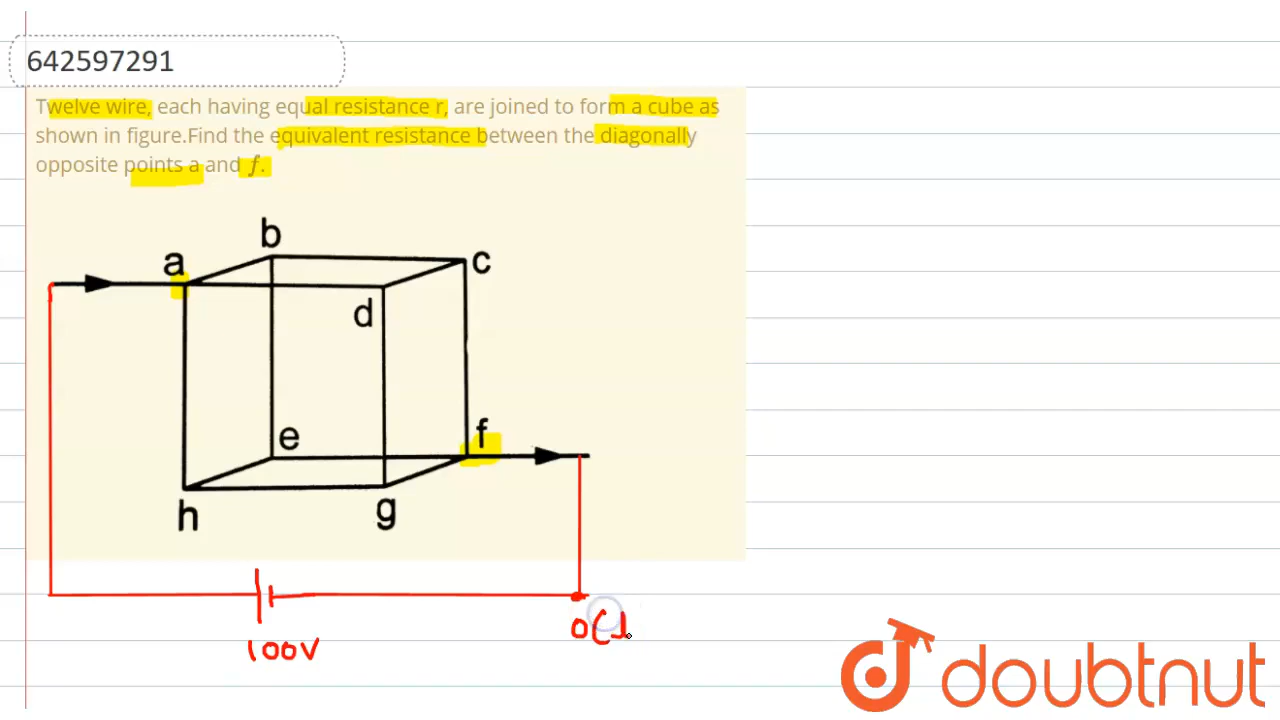 642597291
Twelve wire, each having equal resistance r, are joined to form a cube as
shown in figure.Find the equivalent resistance between the diagonally
opposite points a and f.
b
a
c
d
e
f
h
g
100V
doubtnut